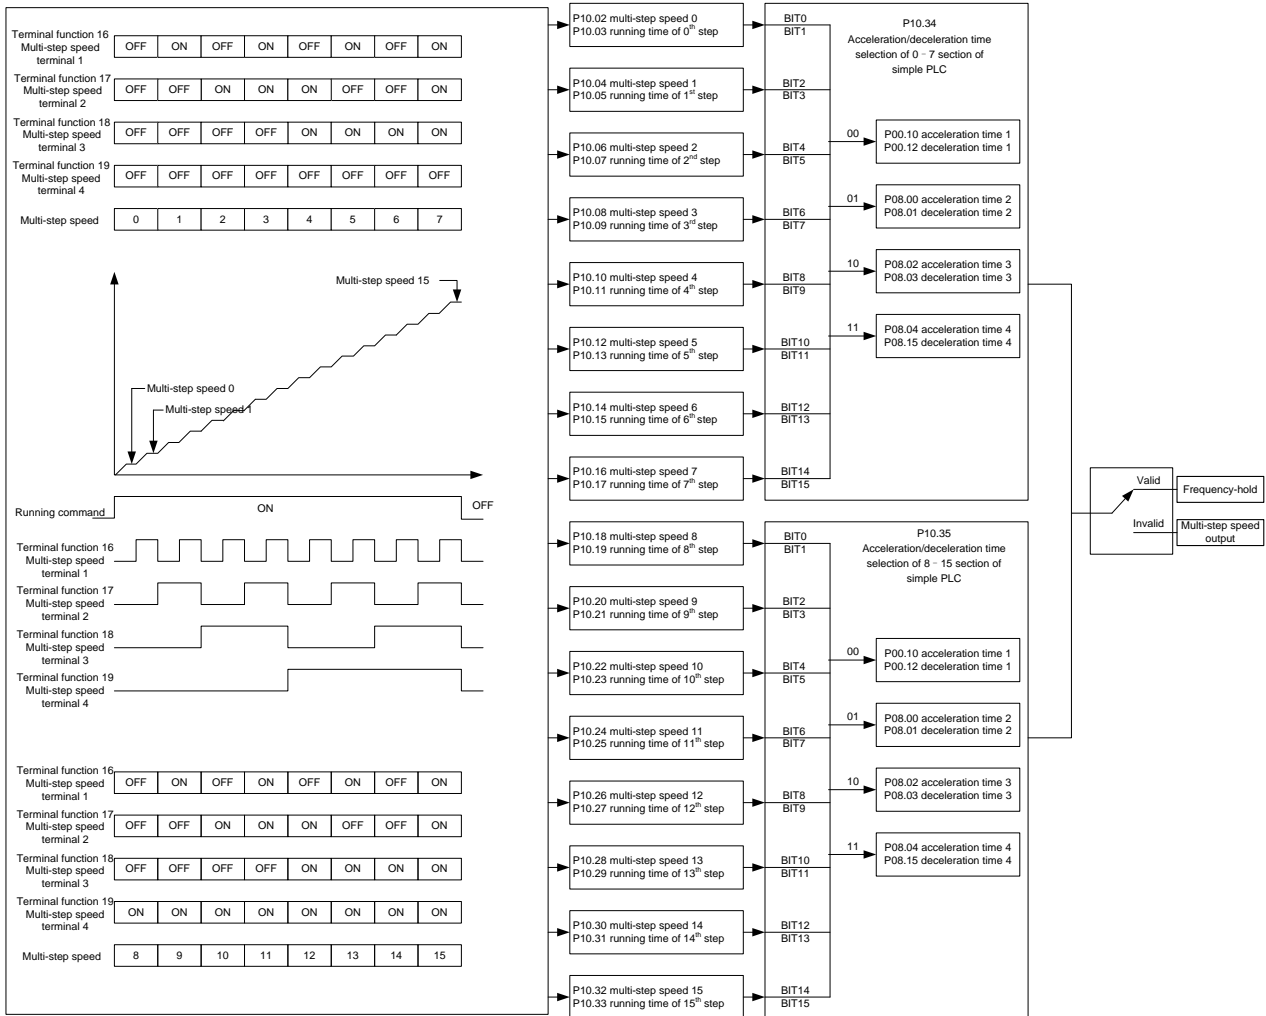 Terminal function 16
Multi-step speed
terminal 1
OFF ON OFF ON OFF ON OFF ON
Terminal function 17
Multi-step speed
terminal 2
OFF OFF ON ON ON OFF OFF ON
Terminal function 18
Multi-step speed
terminal 3
OFF OFF OFF OFF ON ON ON ON
Terminal function 19
Multi-step speed
terminal 4
OFF OFF OFF OFF OFF OFF OFF OFF
Multi-step speed
0 1 2 3 4 5 6 7
Multi-step speed 15
Multi-step speed 0
Multi-step speed 1
Running command
ON
OFF
Terminal function 16
Multi-step speed
terminal 1
Terminal function 17
Multi-step speed
terminal 2
Terminal function 18
Multi-step speed
terminal 3
Terminal function 19
Multi-step speed
terminal 4
Terminal function 16
Multi-step speed
terminal 1
OFF ON OFF ON OFF ON OFF ON
Terminal function 17
Multi-step speed
terminal 2
OFF OFF ON ON ON OFF OFF ON
Terminal function 18
Multi-step speed
terminal 3
OFF OFF OFF OFF ON ON ON ON
Terminal function 19
Multi-step speed
terminal 4
ON ON ON ON ON ON ON ON
Multi-step speed
8 9 10 11 12 13 14 15
P10.02 multi-step speed 0
P10.03 running time of 0th step
P10.04 multi-step speed 1
P10.05 running time of 1st step
P10.06 multi-step speed 2
P10.07 running time of 2nd step
P10.08 multi-step speed 3
P10.09 running time of 3rd step
P10.10 multi-step speed 4
P10.11 running time of 4th step
P10.12 multi-step speed 5
P10.13 running time of 5th step
P10.14 multi-step speed 6
P10.15 running time of 6th step
P10.16 multi-step speed 7
P10.17 running time of 7th step
P10.18 multi-step speed 8
P10.19 running time of 8th step
P10.20 multi-step speed 9
P10.21 running time of 9th step
P10.22 multi-step speed 10
P10.23 running time of 10th step
P10.24 multi-step speed 11
P10.25 running time of 11th step
P10.26 multi-step speed 12
P10.27 running time of 12th step
P10.28 multi-step speed 13
P10.29 running time of 13th step
P10.30 multi-step speed 14
P10.31 running time of 14th step
P10.32 multi-step speed 15
P10.33 running time of 15th step
BIT0
BIT1
BIT2
BIT3
BIT4
BIT5
BIT6
BIT7
BIT8
BIT9
BIT10
BIT11
BIT12
BIT13
BIT14
BIT15
P10.34
Acceleration/deceleration time
selection of 0–7 section of
simple PLC
00
P00.10 acceleration time 1
P00.12 deceleration time 1
01
P08.00 acceleration time 2
P08.01 deceleration time 2
10
P08.02 acceleration time 3
P08.03 deceleration time 3
11
P08.04 acceleration time 4
P08.15 deceleration time 4
BIT0
BIT1
BIT2
BIT3
BIT4
BIT5
BIT6
BIT7
BIT8
BIT9
BIT10
BIT11
BIT12
BIT13
BIT14
BIT15
P10.35
Acceleration/deceleration time
selection of 8–15 section of
simple PLC
00
P00.10 acceleration time 1
P00.12 deceleration time 1
01
P08.00 acceleration time 2
P08.01 deceleration time 2
10
P08.02 acceleration time 3
P08.03 deceleration time 3
11
P08.04 acceleration time 4
P08.15 deceleration time 4
Valid
Frequency-hold
Invalid
Multi-step speed
output